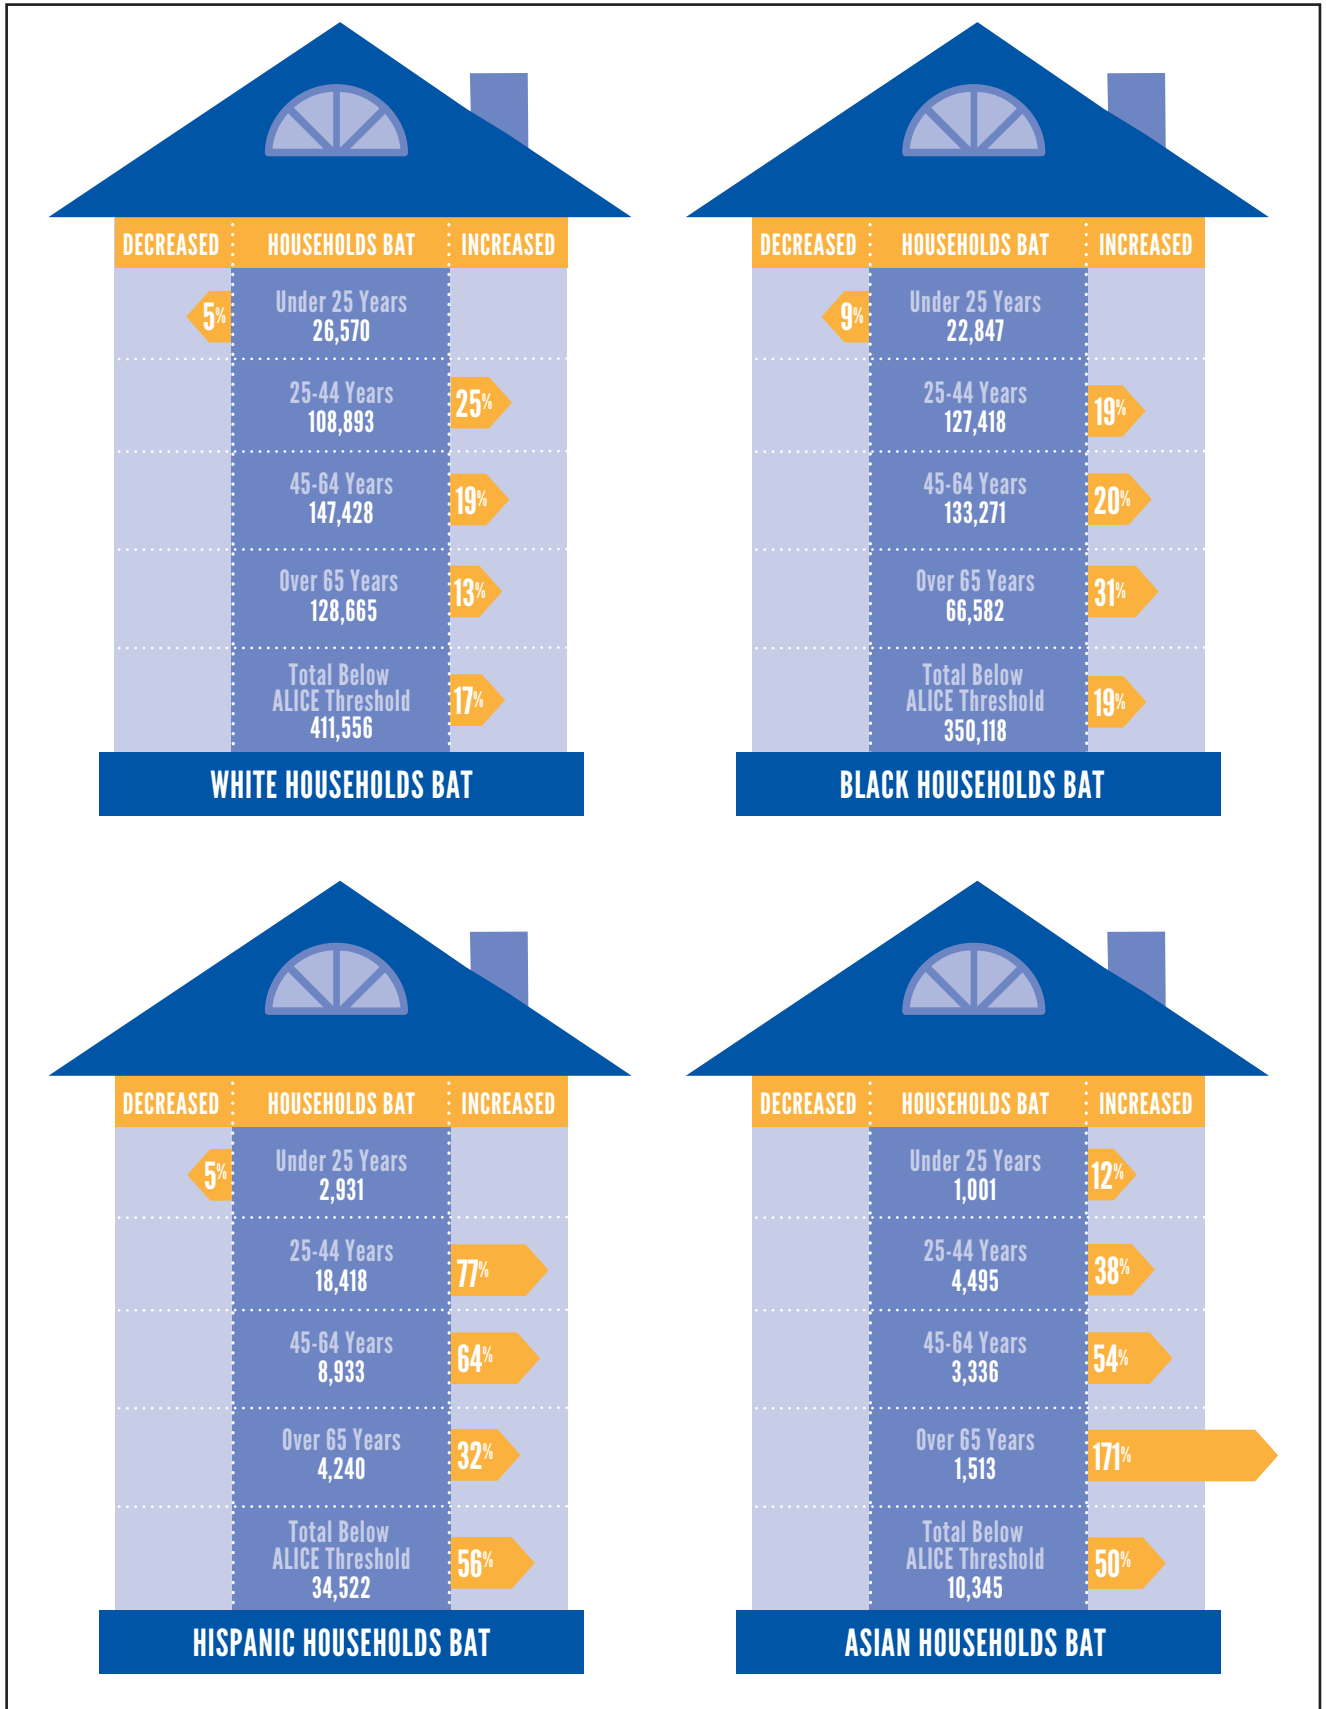 DECREASED HOUSEHOLDS BAT INCREASED
5% Under 25 Years
26,570
25-44 Years 25%
108,893
45-64 Years 19%
147,428
Over 65 Years 13%
128,665
Total Below
ALICE Threshold 17%
411,556
WHITE HOUSEHOLDS BAT
DECREASED HOUSEHOLDS BAT INCREASED
9% Under 25 Years
22,847
25-44 Years 19%
127,418
45-64 Years 20%
133,271
Over 65 Years 31%
66,582
Total Below
ALICE Threshold 19%
350,118
BLACK HOUSEHOLDS BAT
DECREASED HOUSEHOLDS BAT INCREASED
5% Under 25 Years
2,931
25-44 Years 77%
18,418
45-64 Years 64%
8,933
Over 65 Years 32%
4,240
Total Below
ALICE Threshold 56%
34,522
HISPANIC HOUSEHOLDS BAT
DECREASED HOUSEHOLDS BAT INCREASED
Under 25 Years 12%
1,001
25-44 Years 38%
4,495
45-64 Years 54%
3,336
Over 65 Years 171%
1,513
Total Below
ALICE Threshold 50%
10,345
ASIAN HOUSEHOLDS BAT